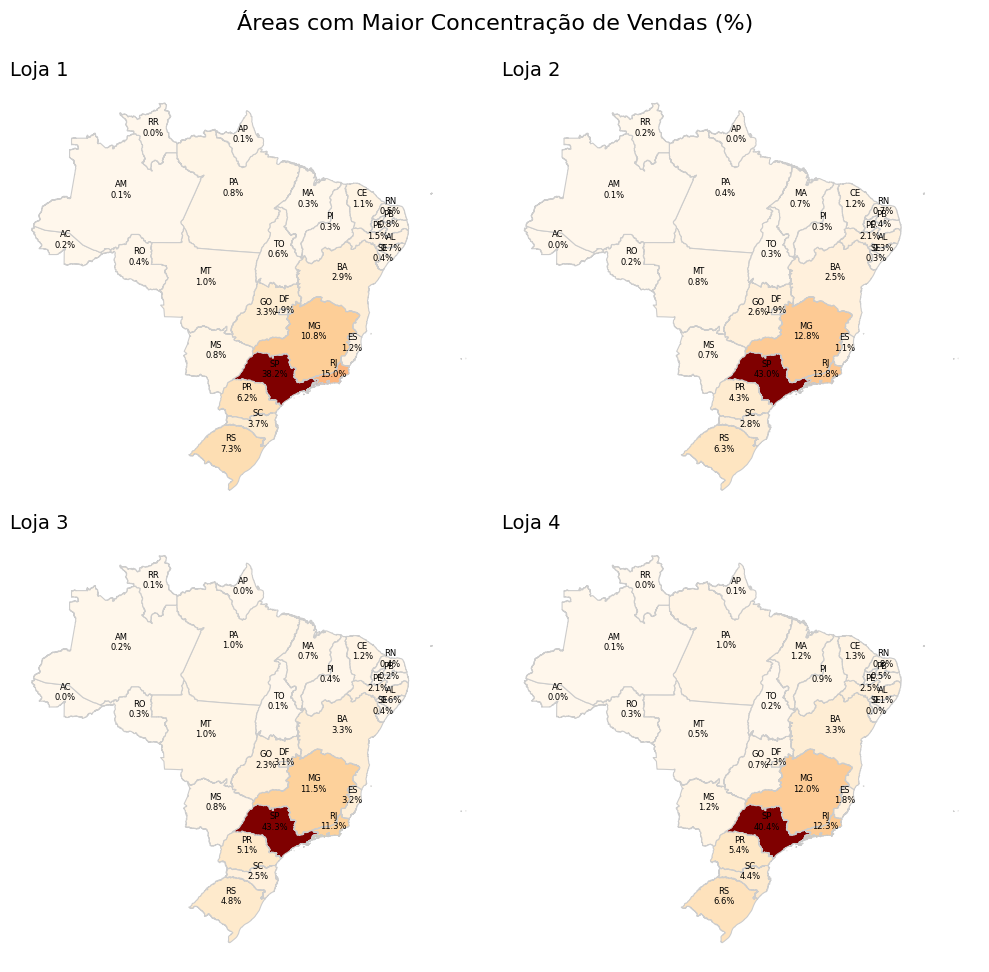 Áreas com Maior Concentração de Vendas (%)
Loja 1
RR
0.0%
AP
0.1%
AM
0.1%
PA
0.8%
MA
0.3%
CE
1.1%
RN
0.5%
PB
0.8%
PI
0.3%
PE
1.5%
AL
SE
0.4%
AC
0.2%
RO
0.4%
TO
0.6%
MT
1.0%
BA
2.9%
GO
3.3%
DF
1.9%
MG
10.8%
ES
1.2%
MS
0.8%
SP
38.2%
RJ
15.0%
PR
6.2%
SC
3.7%
RS
7.3%
Loja 2
RR
0.2%
AP
0.0%
AM
0.1%
PA
0.4%
MA
0.7%
CE
1.2%
RN
0.7%
PB
0.4%
PI
0.3%
PE
2.1%
AL
SE
0.3%
AC
0.0%
RO
0.2%
TO
0.3%
MT
0.8%
BA
2.5%
GO
2.6%
DF
1.9%
MG
12.8%
ES
1.1%
MS
0.7%
SP
RJ
13.8%
PR
4.3%
SC
2.8%
RS
6.3%
Loja 3
RR
0.1%
AP
0.0%
AM
0.2%
PA
1.0%
MA
0.7%
CE
1.2%
RN
0.4%
PB
0.2%
PI
0.4%
PE
2.1%
AL
SE
0.4%
AC
0.0%
RO
0.3%
TO
0.1%
MT
1.0%
BA
3.3%
GO
2.3%
DF
3.1%
MG
11.5%
ES
3.2%
MS
0.8%
SP
43.3%
RJ
11.3%
PR
5.1%
SC
2.5%
RS
4.8%
Loja 4
RR
0.0%
AP
0.1%
AM
0.1%
PA
1.0%
MA
1.2%
CE
1.3%
RN
PB
0.5%
PI
0.9%
PE
2.5%
AL
SE
0.0%
AC
0.0%
RO
0.3%
TO
0.2%
MT
0.5%
BA
3.3%
GO
0.7%
DF
2.3%
MG
12.0%
ES
1.8%
MS
1.2%
SP
40.4%
RJ
12.3%
PR
5.4%
SC
4.4%
RS
6.6%